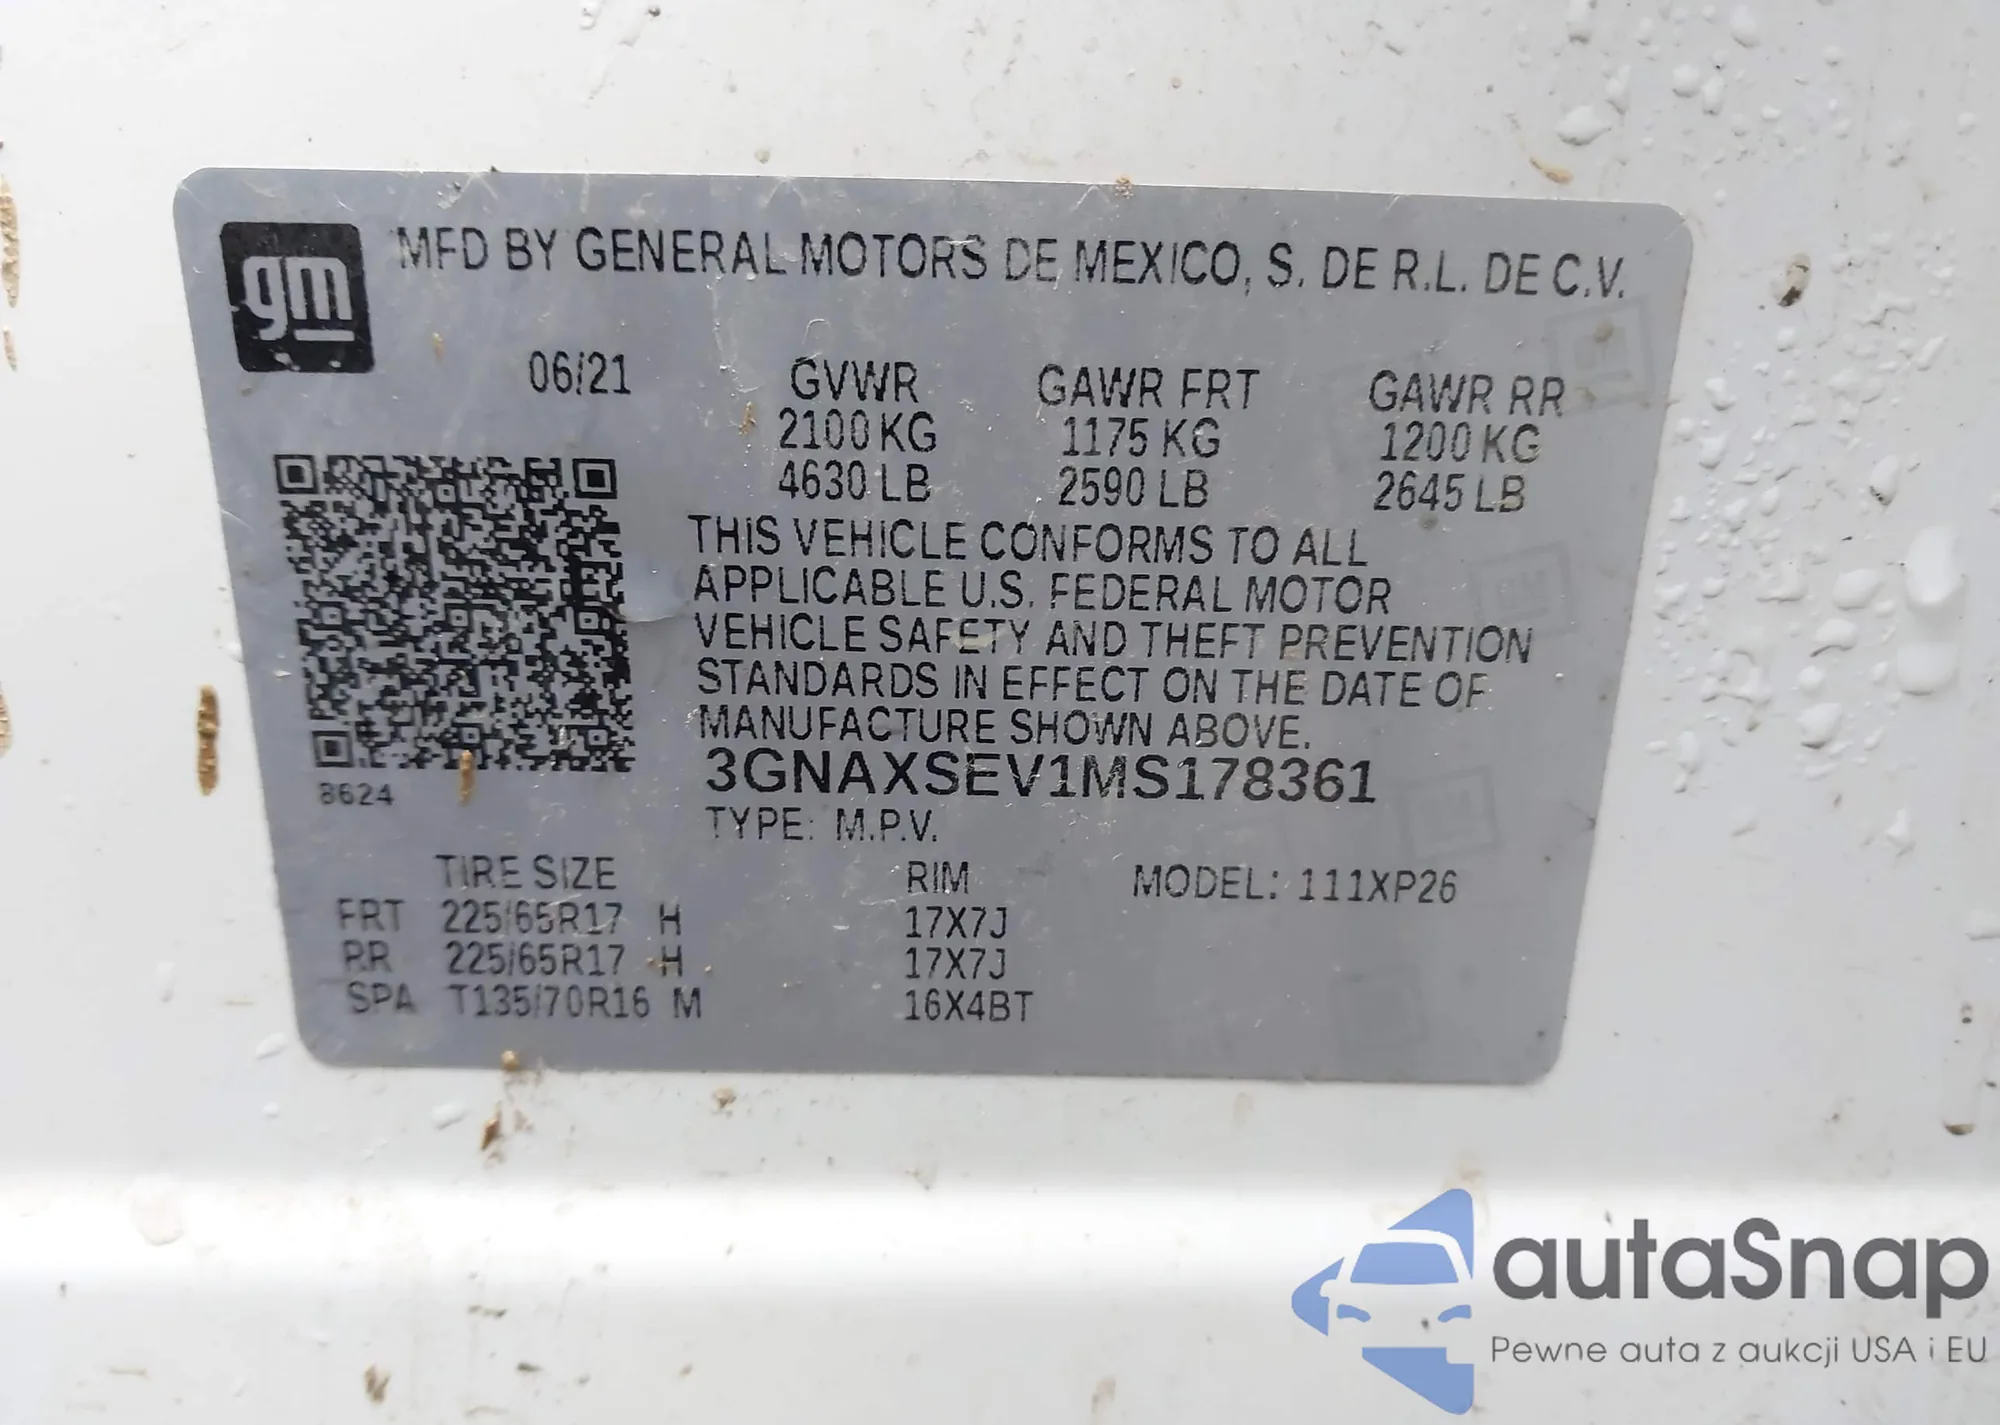 gm
MFD BY GENERAL MOTORS DE MEXICO, S. DE R.L. DE C.V.
06/21 GVWR GAWR FRT GAWR RR
2100 KG 1175 KG 1200 KG
4630 LB 2590 LB 2645 LB
THIS VEHICLE CONFORMS TO ALL
APPLICABLE U.S. FEDERAL MOTOR
VEHICLE SAFETY AND THEFT PREVENTION
STANDARDS IN EFFECT ON THE DATE OF
MANUFACTURE SHOWN ABOVE.
3GNAXSEV1MS178361
8624
TYPE: M.P.V.
TIRE SIZE RIM MODEL: 111XP26
FRT 225/65R17 H 17X7J
RR 225/65R17 H 17X7J
SPA T135/70R16 M 16X4BT
autaSnap
Pewne auta z aukcji USA i EU